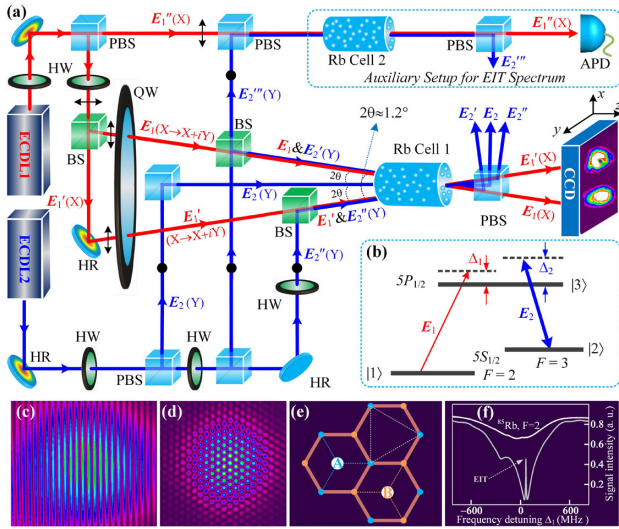 (a)
E₁''(X)
PBS
PBS
PBS
Rb Cell 2
E₁''(X)
E₂'''(Y)
APD
Auxiliary Setup for EIT Spectrum
HW
QW
ECDL1
BS
E₁(X→X+iY)
E₂'''(Y)
BS
E₁&E₂'(Y)
2θ≈1.2°
Rb Cell 1
E₂' E₂ E₂''
x
y
z
E₁'(X)
2θ
2θ
E₂(Y)
E₁'(X)
CCD
E₁(X)
PBS
E₁'
(X→X+iY)
E₁'
&E₂''(Y)
BS
HR
ECDL2
E₂''(Y)
HW
E₂(Y)
HR
HW
PBS
HW
HR
(b)
Δ₁
Δ₂
5P₁/₂
|3⟩
E₁
E₂
5S₁/₂
|2⟩
F = 3
|1⟩
F = 2
(c)
(d)
(e)
A
B
(f)
⁸⁵Rb, F=2
EIT
0.8
0.6
0.4
0.2
Signal intensity (a. u.)
-600 0 600
Frequency detuning Δ₁ (MHz)